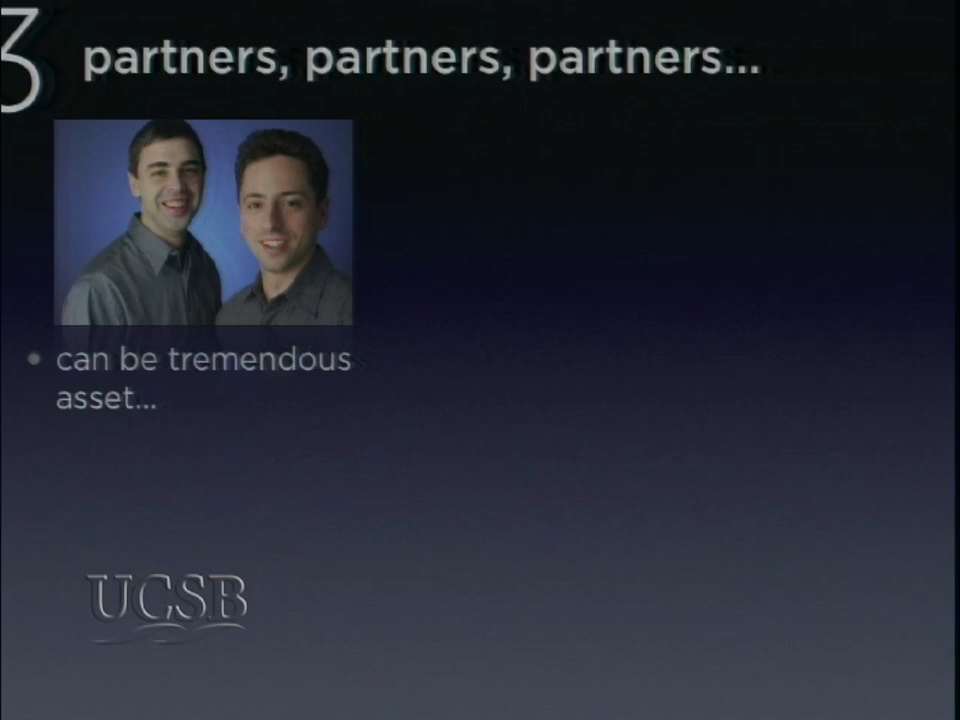 3 partners, partners, partners...
• can be tremendous
asset...
UCSB